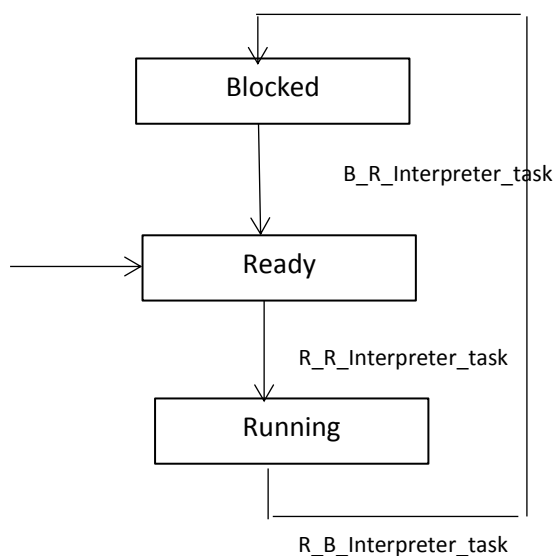 Blocked
B_R_Interpreter_task
Ready
R_R_Interpreter_task
Running
R_B_Interpreter_task